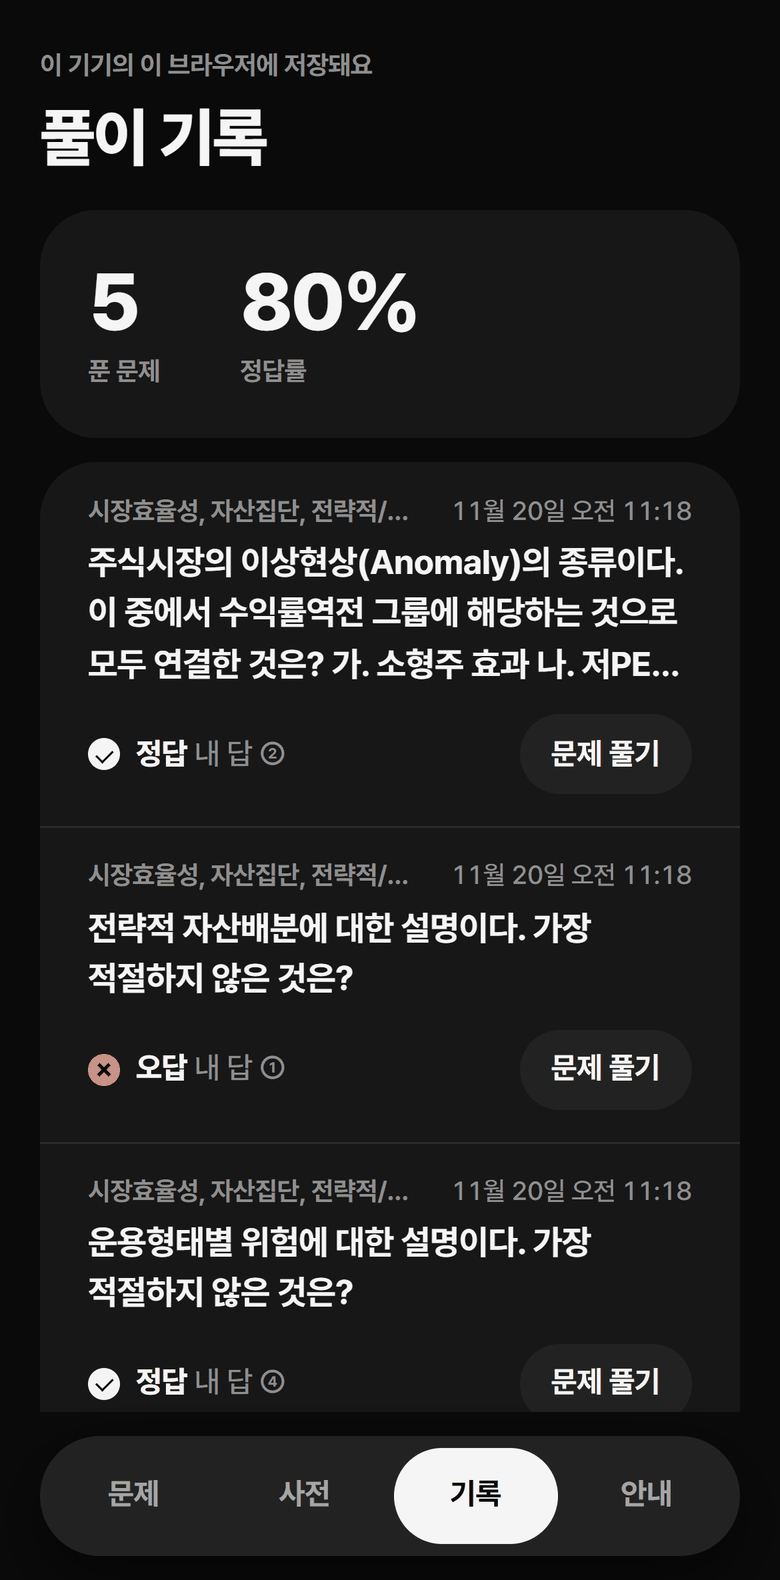 이 기기의 이 브라우저에 저장돼요
풀이 기록
5 80%
푼 문제 정답률
시장효율성, 자산집단, 전략적/... 11월 20일 오전 11:18
주식시장의 이상현상(Anomaly)의 종류이다.
이 중에서 수익률역전 그룹에 해당하는 것으로
모두 연결한 것은? 가. 소형주 효과 나. 저PE...
정답 내 답 ② 문제 풀기
시장효율성, 자산집단, 전략적/... 11월 20일 오전 11:18
전략적 자산배분에 대한 설명이다. 가장
적절하지 않은 것은?
오답 내 답 ① 문제 풀기
시장효율성, 자산집단, 전략적/... 11월 20일 오전 11:18
운용형태별 위험에 대한 설명이다. 가장
적절하지 않은 것은?
정답 내 답 ④ 문제 풀기
문제 사전 기록 안내